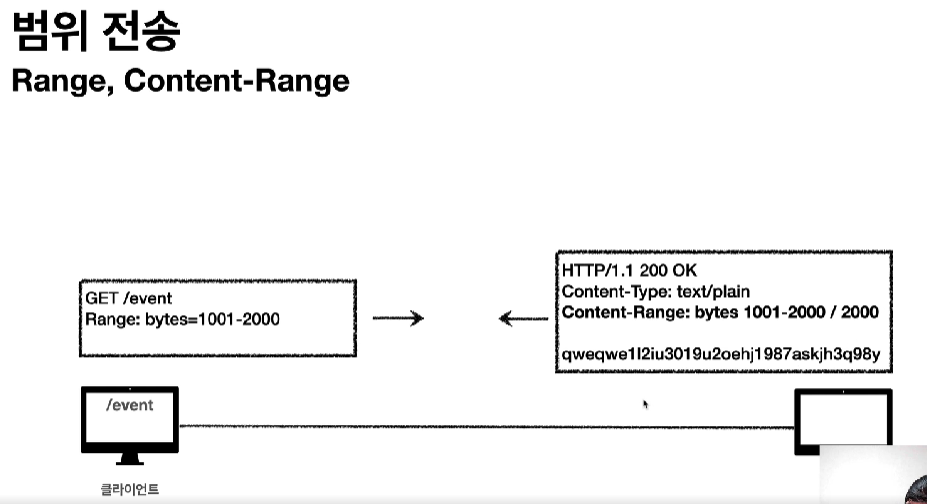 범위 전송
Range, Content-Range
GET /event
Range: bytes=1001-2000
HTTP/1.1 200 OK
Content-Type: text/plain
Content-Range: bytes 1001-2000 / 2000
qweqwe1l2iu3019u2oehj1987askjh3q98y
/event
클라이언트